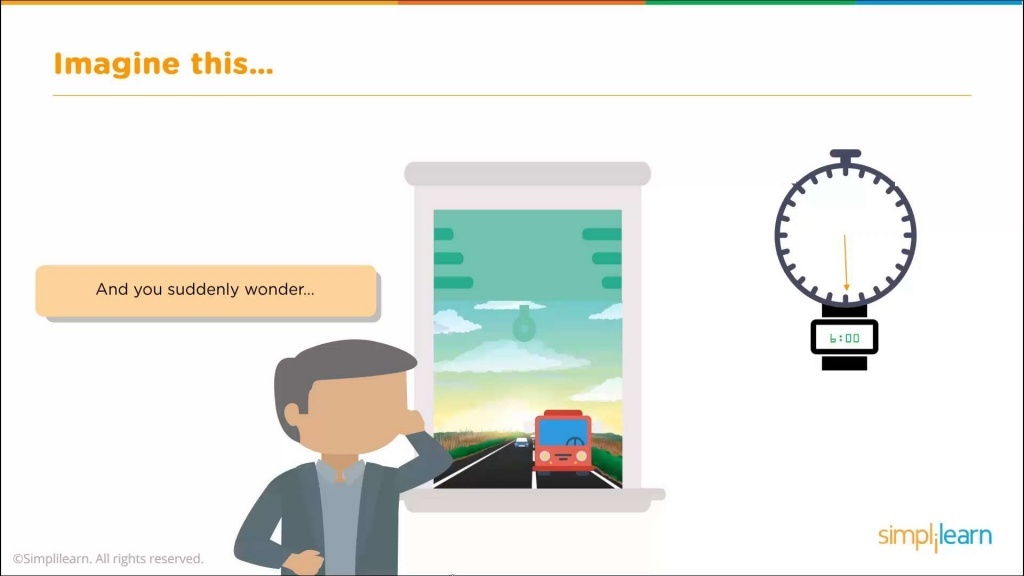 Imagine this...
And you suddenly wonder...
6:00
©Simplilearn. All rights reserved.
simplilearn